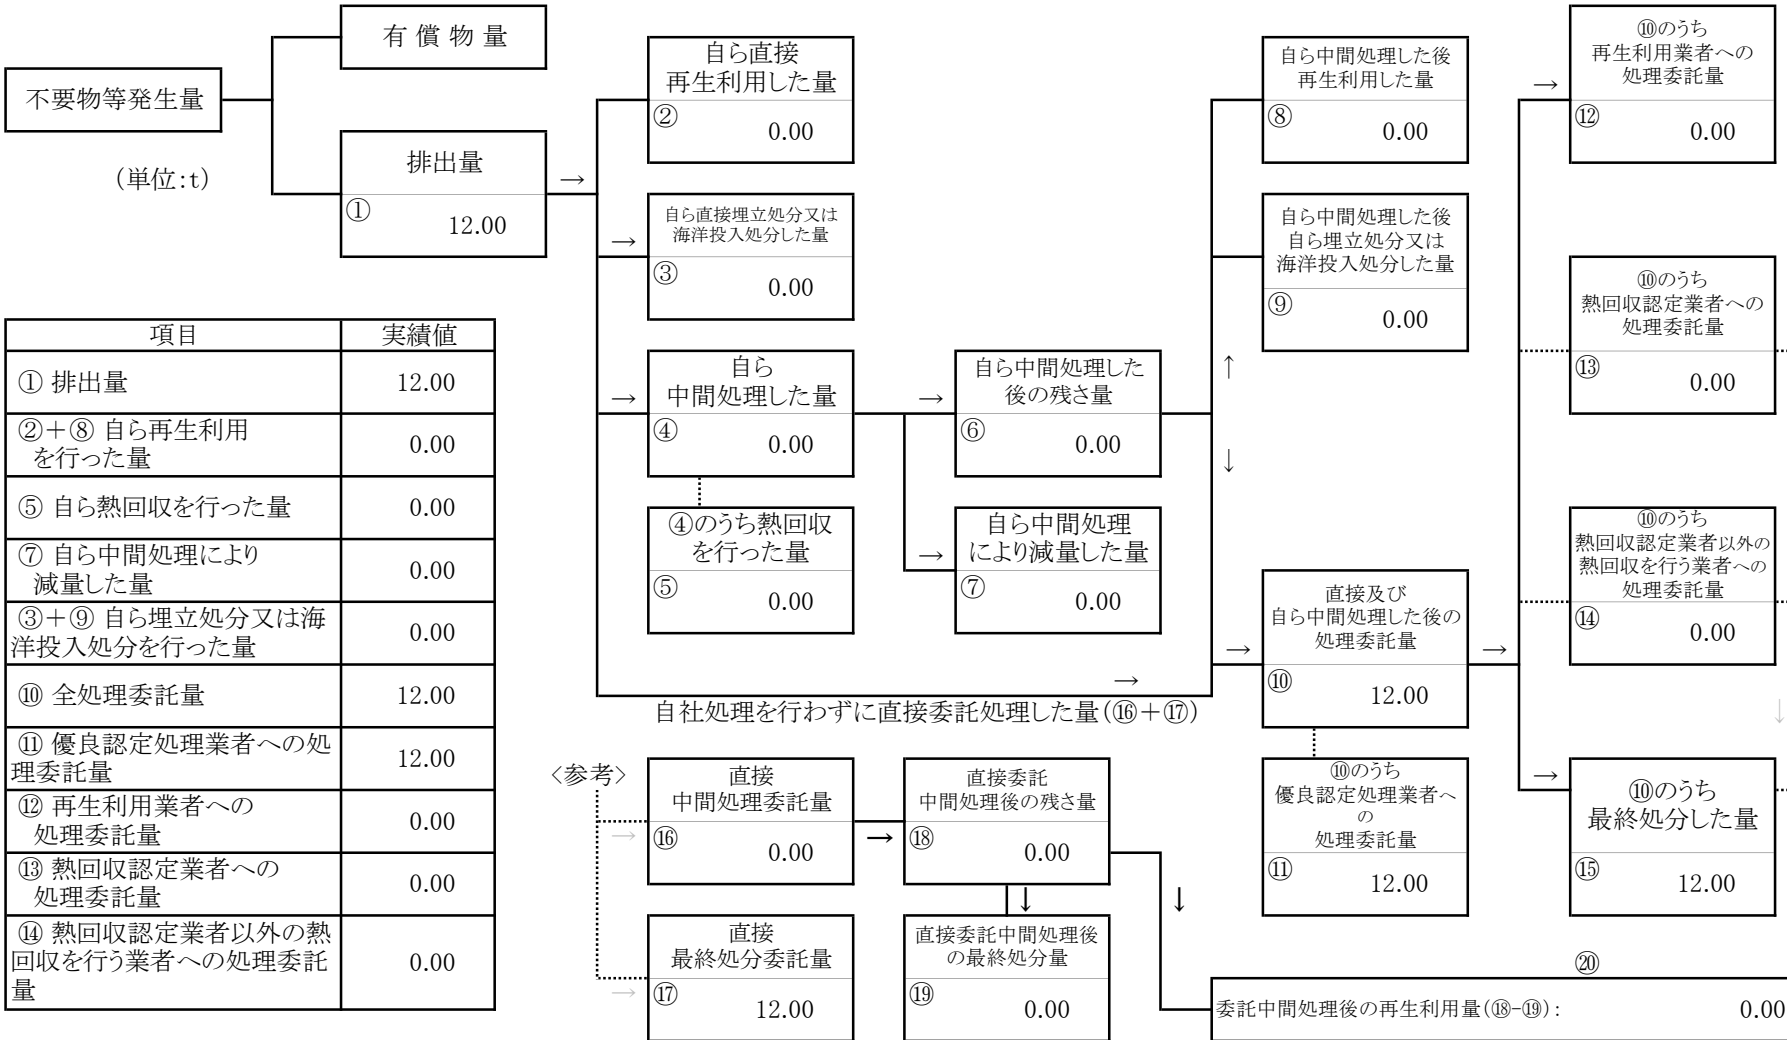 不要物等発生量
有 償 物 量
(単位:t)
排出量
①
12.00
→
自ら直接
再生利用した量
②
0.00
→
自ら直接埋立処分又は
海洋投入処分した量
③
0.00
→
自ら
中間処理した量
④
0.00
④のうち熱回収
を行った量
⑤
0.00
→
自ら中間処理した
後の残さ量
⑥
0.00
→
自ら中間処理
により減量した量
⑦
0.00
↑
↓
自ら中間処理した後
再生利用した量
⑧
0.00
自ら中間処理した後
自ら埋立処分又は
海洋投入処分した量
⑨
0.00
→
自社処理を行わずに直接委託処理した量(⑯+⑰)
→
直接及び
自ら中間処理した後の
処理委託量
⑩
12.00
⑩のうち
優良認定処理業者へ
の
処理委託量
⑪
12.00
→
→
⑩のうち
再生利用業者への
処理委託量
⑫
0.00
⑩のうち
熱回収認定業者への
処理委託量
⑬
0.00
⑩のうち
熱回収認定業者以外の
熱回収を行う業者への
処理委託量
⑭
0.00
↓
→
⑩のうち
最終処分した量
⑮
12.00
項目 実績値
① 排出量 12.00
②+⑧ 自ら再生利用
を行った量 0.00
⑤ 自ら熱回収を行った量 0.00
⑦ 自ら中間処理により
減量した量 0.00
③+⑨ 自ら埋立処分又は海
洋投入処分を行った量 0.00
⑩ 全処理委託量 12.00
⑪ 優良認定処理業者への処
理委託量 12.00
⑫ 再生利用業者への
処理委託量 0.00
⑬ 熱回収認定業者への
処理委託量 0.00
⑭ 熱回収認定業者以外の熱
回収を行う業者への処理委託
量 0.00
<参考>
→
直接
中間処理委託量
⑯
0.00
→
直接委託
中間処理後の残さ量
⑱
0.00
↓
↓
→
直接
最終処分委託量
⑰
12.00
直接委託中間処理後
の最終処分量
⑲
0.00
⑳
委託中間処理後の再生利用量(⑱-⑲): 0.00